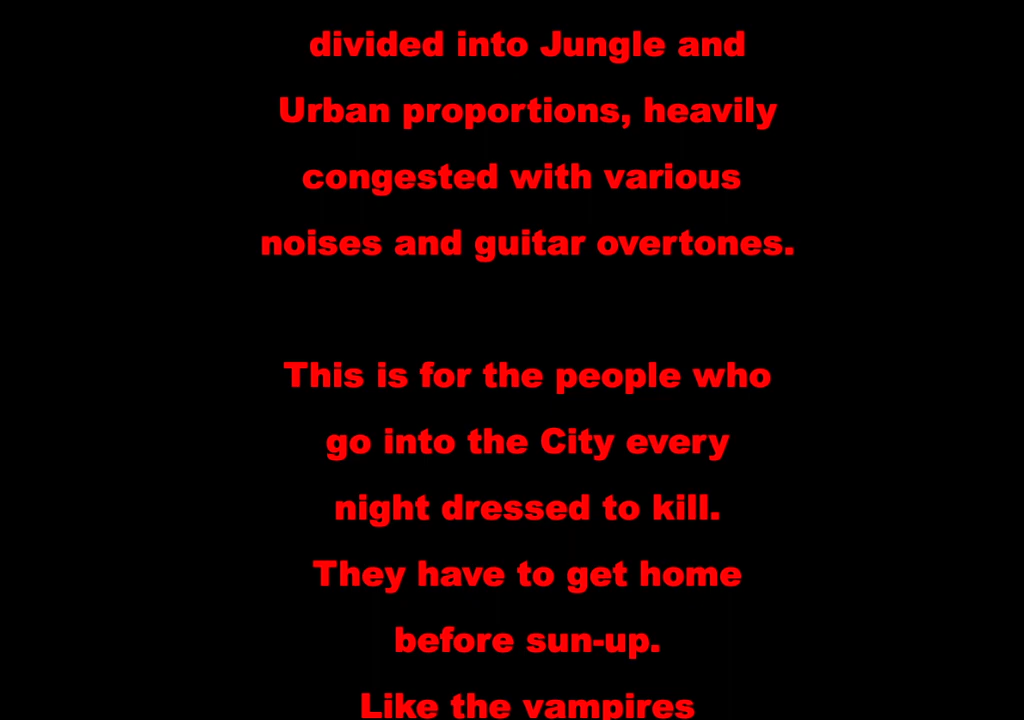 divided into Jungle and
Urban proportions, heavily
congested with various
noises and guitar overtones.
This is for the people who
go into the City every
night dressed to kill.
They have to get home
before sun-up.
Like the vampires